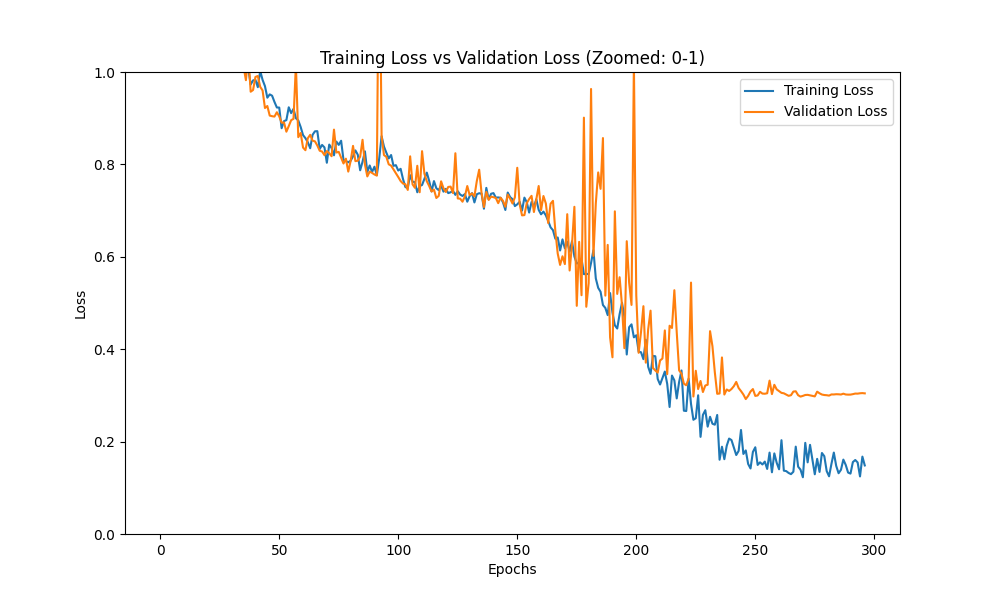 Training Loss vs Validation Loss (Zoomed: 0-1)
Training Loss
Validation Loss
Loss
1.0
0.8
0.6
0.4
0.2
0.0
0 50 100 150 200 250 300
Epochs